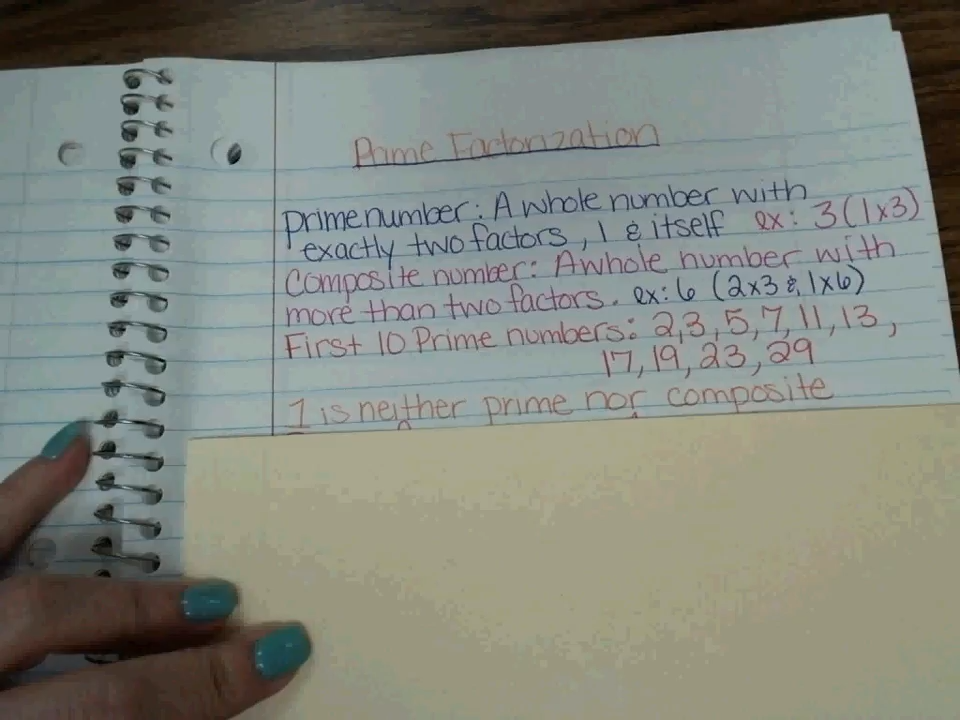 Prime Factorization
prime number: A whole number with
exactly two factors, 1 & itself ex: 3 (1x3)
Composite number: A whole number with
more than two factors. ex: 6 (2x3 & 1x6)
First 10 Prime numbers: 2, 3, 5, 7, 11, 13,
17, 19, 23, 29
1 is neither prime nor composite